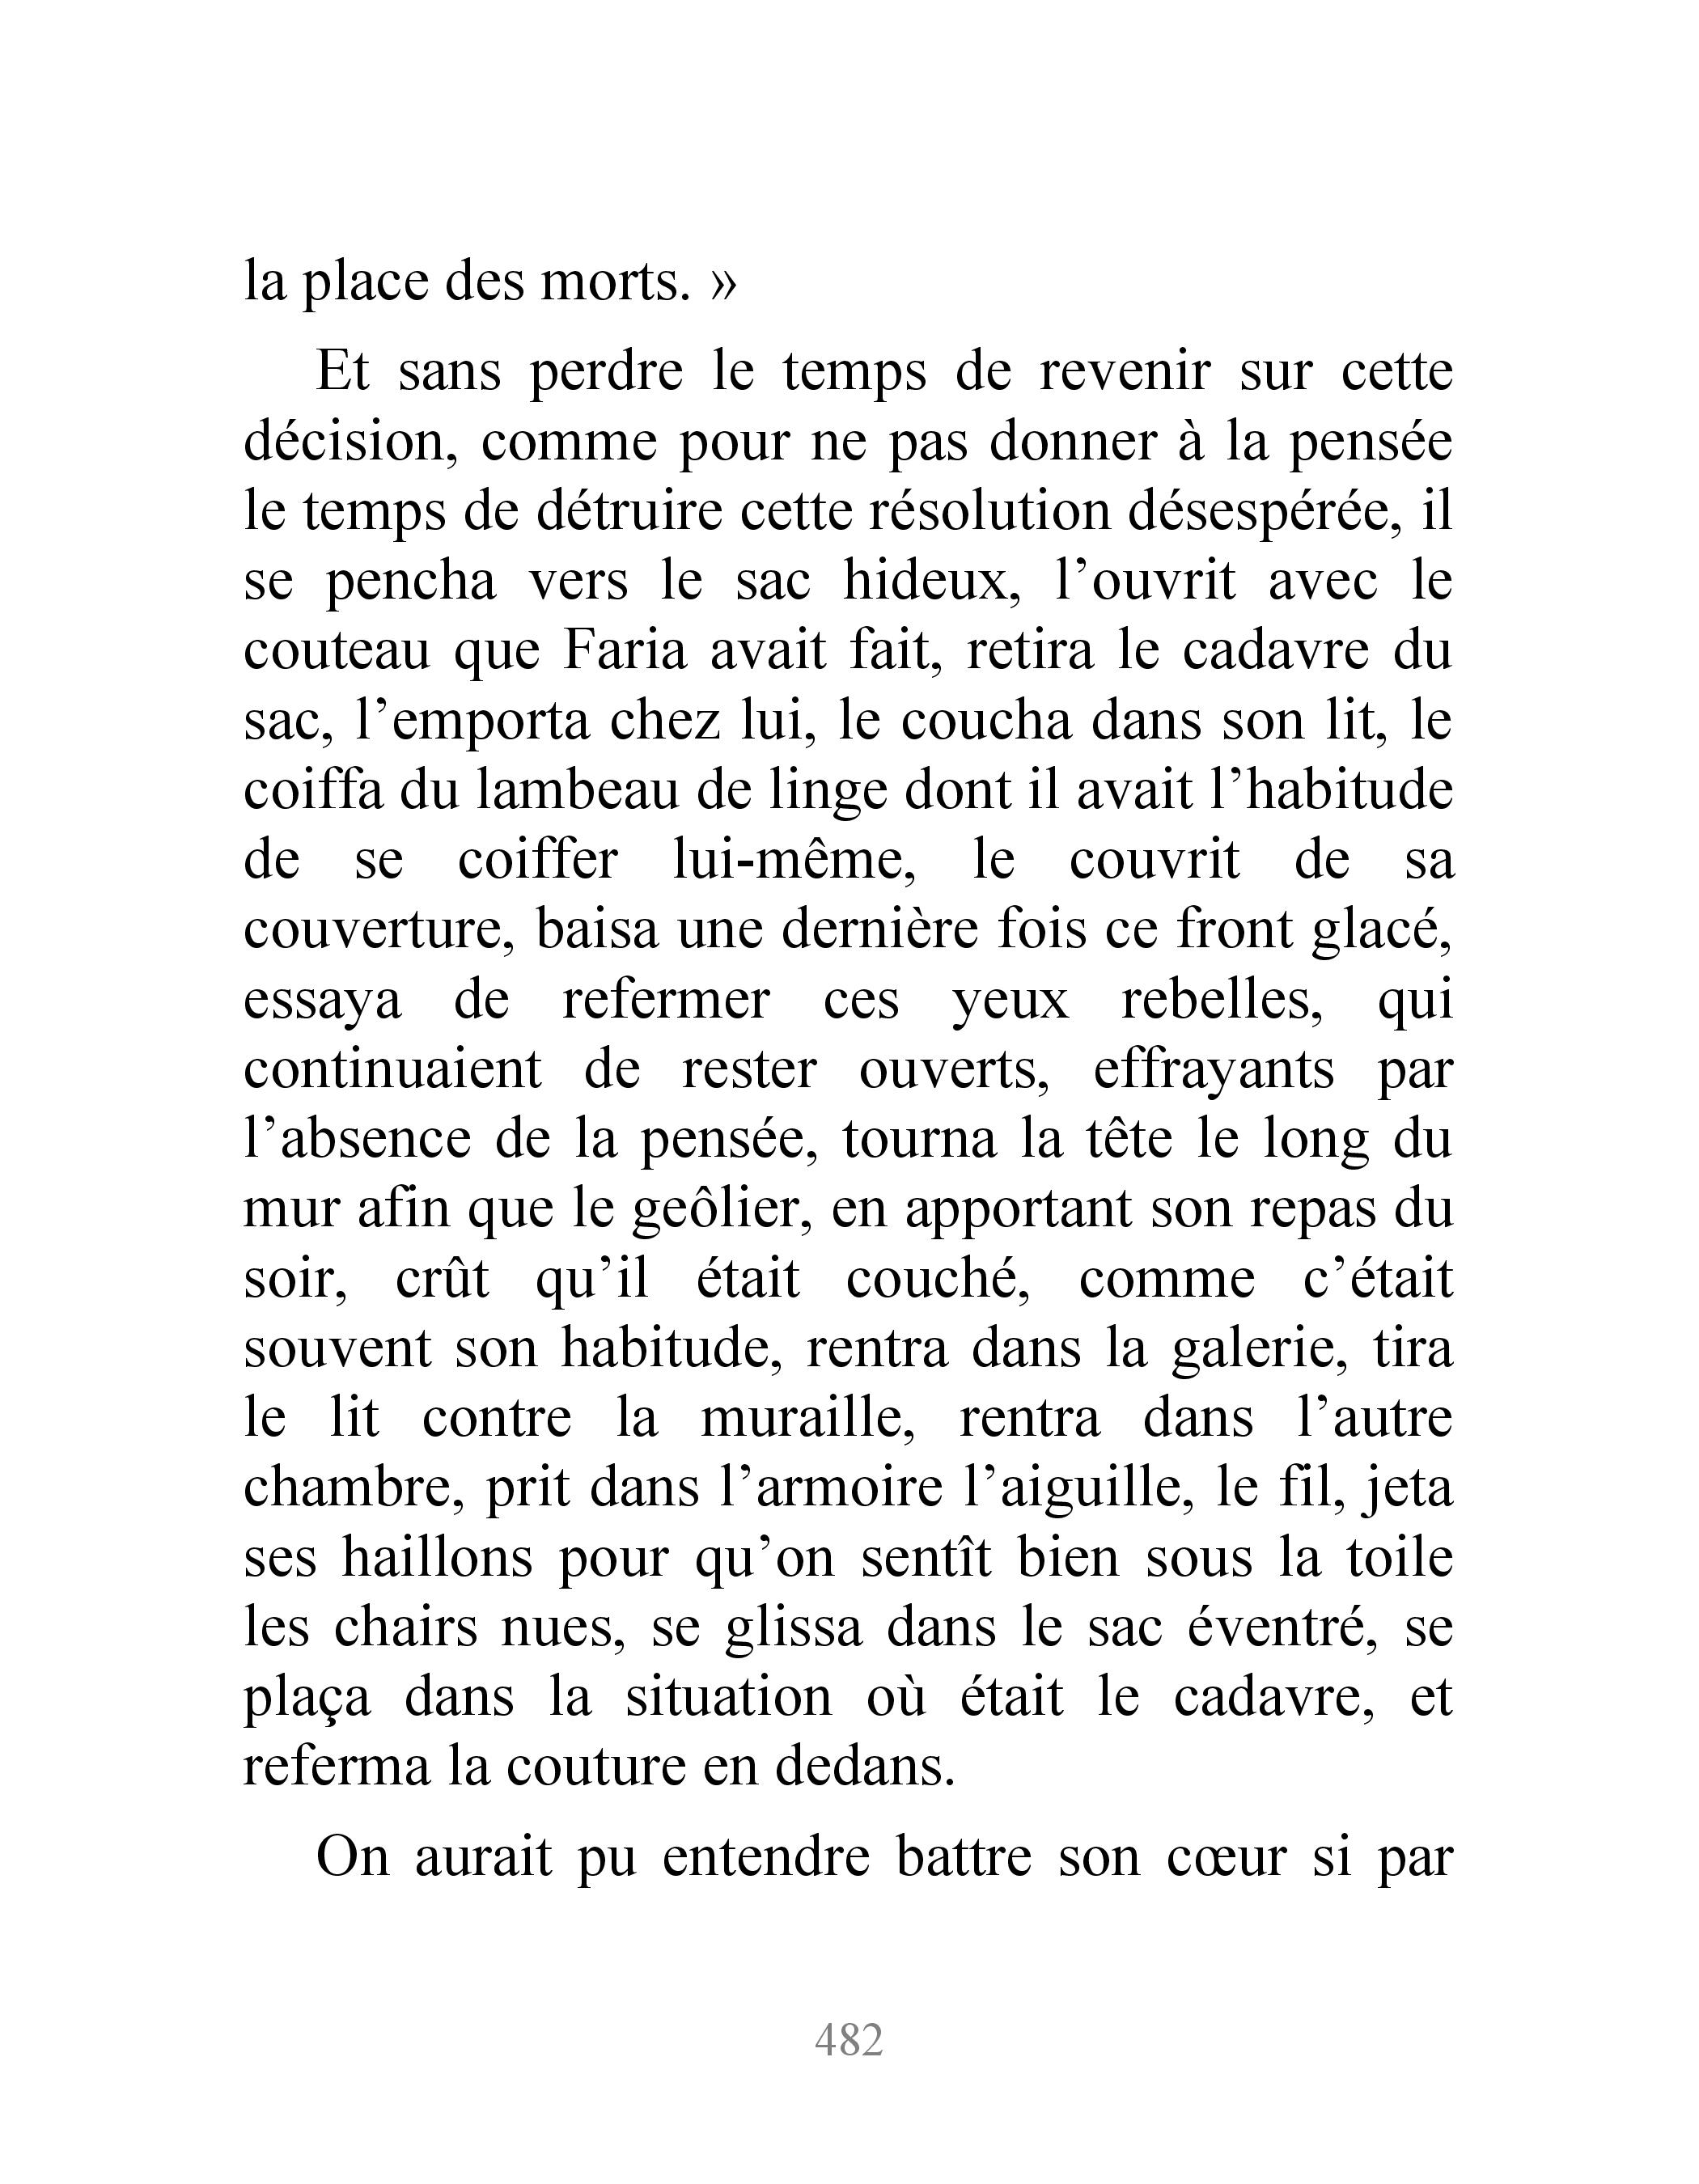 la place des morts. »
Et sans perdre le temps de revenir sur cette
décision, comme pour ne pas donner à la pensée
le temps de détruire cette résolution désespérée, il
se pencha vers le sac hideux, l’ouvrit avec le
couteau que Faria avait fait, retira le cadavre du
sac, l’emporta chez lui, le coucha dans son lit, le
coiffa du lambeau de linge dont il avait l’habitude
de se coiffer lui-même, le couvrit de sa
couverture, baisa une dernière fois ce front glacé,
essaya de refermer ces yeux rebelles, qui
continuaient de rester ouverts, effrayants par
l’absence de la pensée, tourna la tête le long du
mur afin que le geôlier, en apportant son repas du
soir, crût qu’il était couché, comme c’était
souvent son habitude, rentra dans la galerie, tira
le lit contre la muraille, rentra dans l’autre
chambre, prit dans l’armoire l’aiguille, le fil, jeta
ses haillons pour qu’on sentît bien sous la toile
les chairs nues, se glissa dans le sac éventré, se
plaça dans la situation où était le cadavre, et
referma la couture en dedans.
On aurait pu entendre battre son cœur si par
482